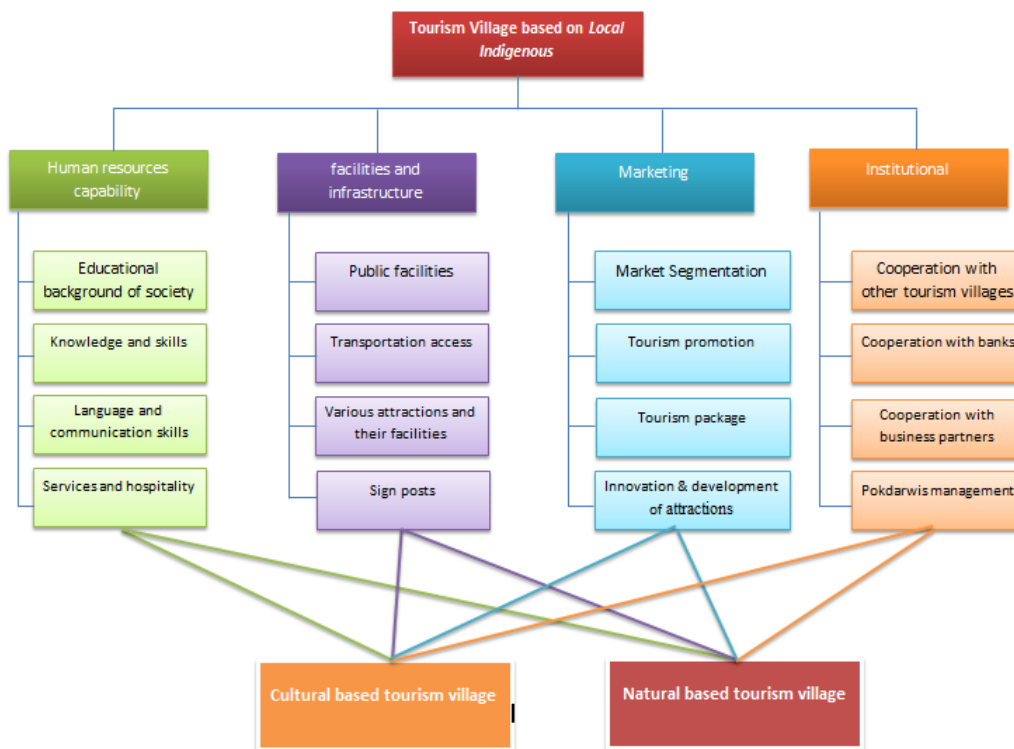 Tourism Village based on Local
Indigenous
Human resources
capability
Educational
background of society
Knowledge and skills
Language and
communication skills
Services and hospitality
facilities and
infrastructure
Public facilities
Transportation access
Various attractions and
their facilities
Sign posts
Marketing
Market Segmentation
Tourism promotion
Tourism package
Innovation & development
of attractions
Institutional
Cooperation with
other tourism villages
Cooperation with banks
Cooperation with
business partners
Pokdarwis management
Cultural based tourism village
Natural based tourism village